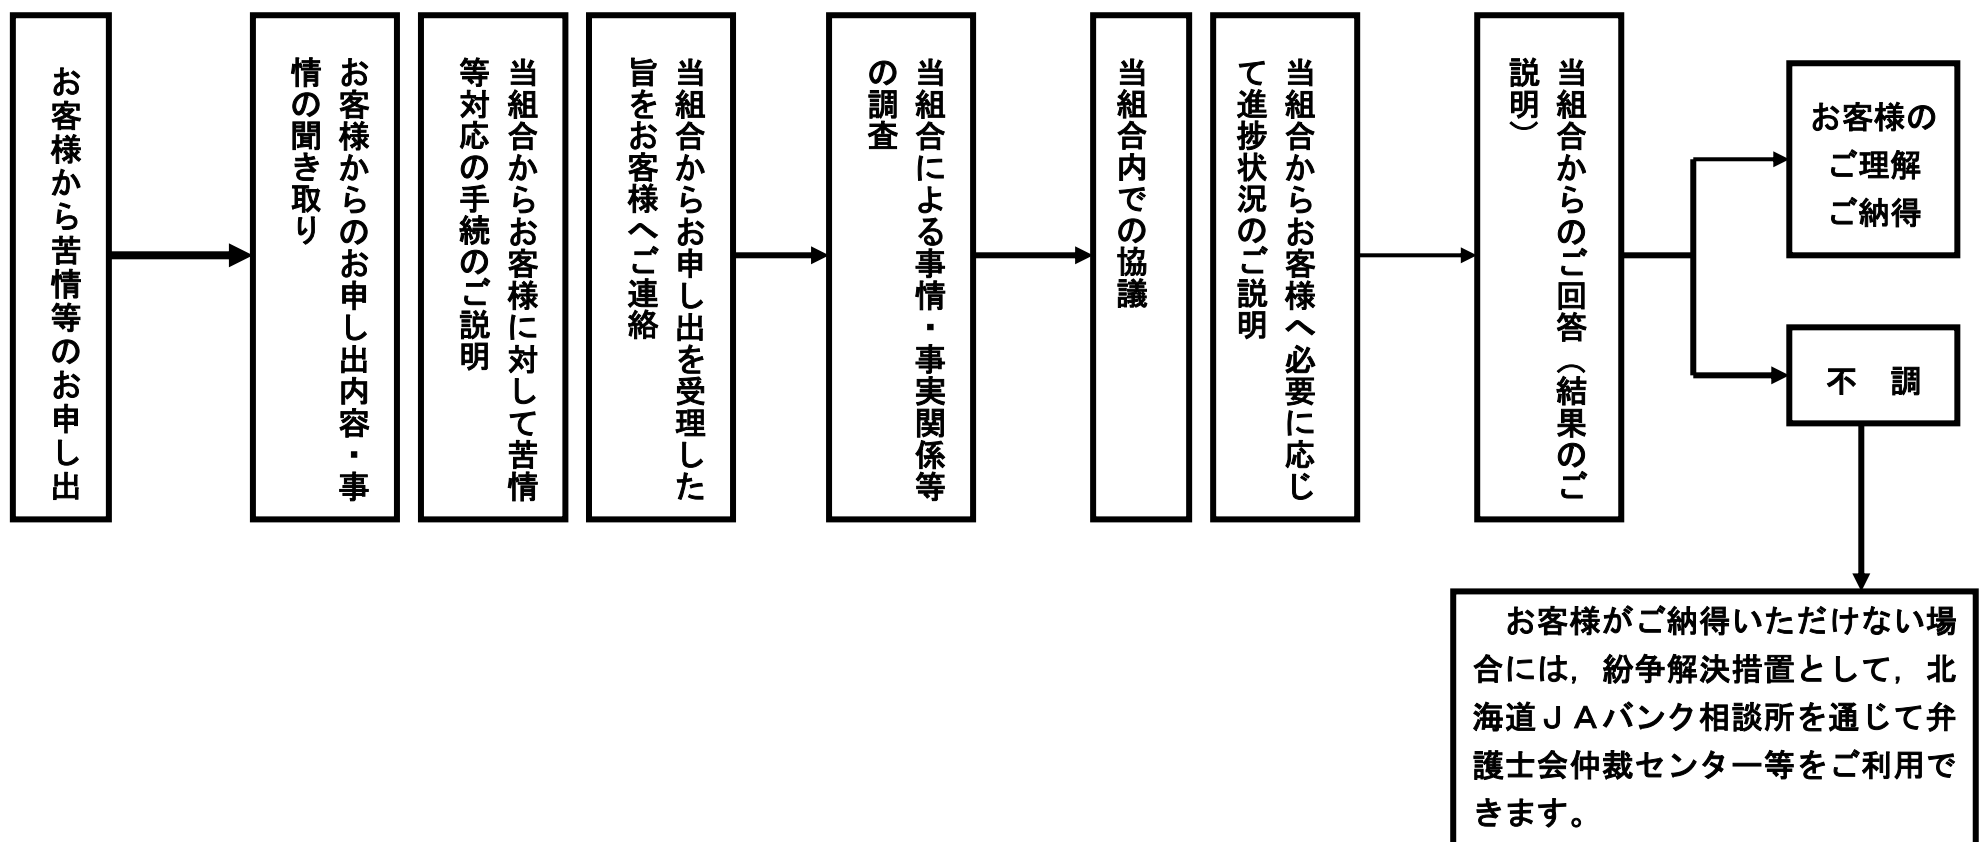 お客様から苦情等のお申し出
お客様からのお申し出内容・事
情の聞き取り
当組合からお客様に対して苦情
等対応の手続のご説明
当組合からお申し出を受理した
旨をお客様へご連絡
当組合による事情・事実関係等
の調査
当組合内での協議
当組合からお客様へ必要に応じ
て進捗状況のご説明
当組合からのご回答（結果のご
説明）
お客様の
ご理解
ご納得
不　調
お客様がご納得いただけない場
合には，紛争解決措置として，北
海道ＪＡバンク相談所を通じて弁
護士会仲裁センター等をご利用で
きます。